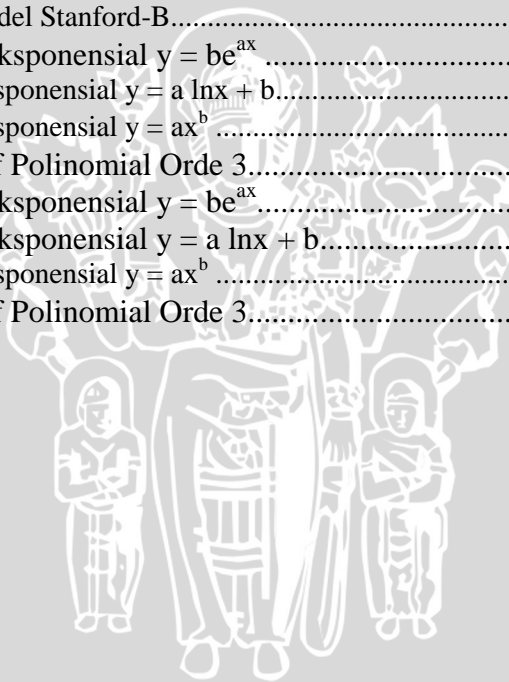 del Stanford-B..............................................
ksponensial y = be^ax ....................................
sponensial y = a lnx + b..................................
sponensial y = ax^b .........................................
f Polinomial Orde 3.......................................
ksponensial y = be^ax.....................................
ksponensial y = a lnx + b..............................
sponensial y = ax^b .........................................
f Polinomial Orde 3.......................................